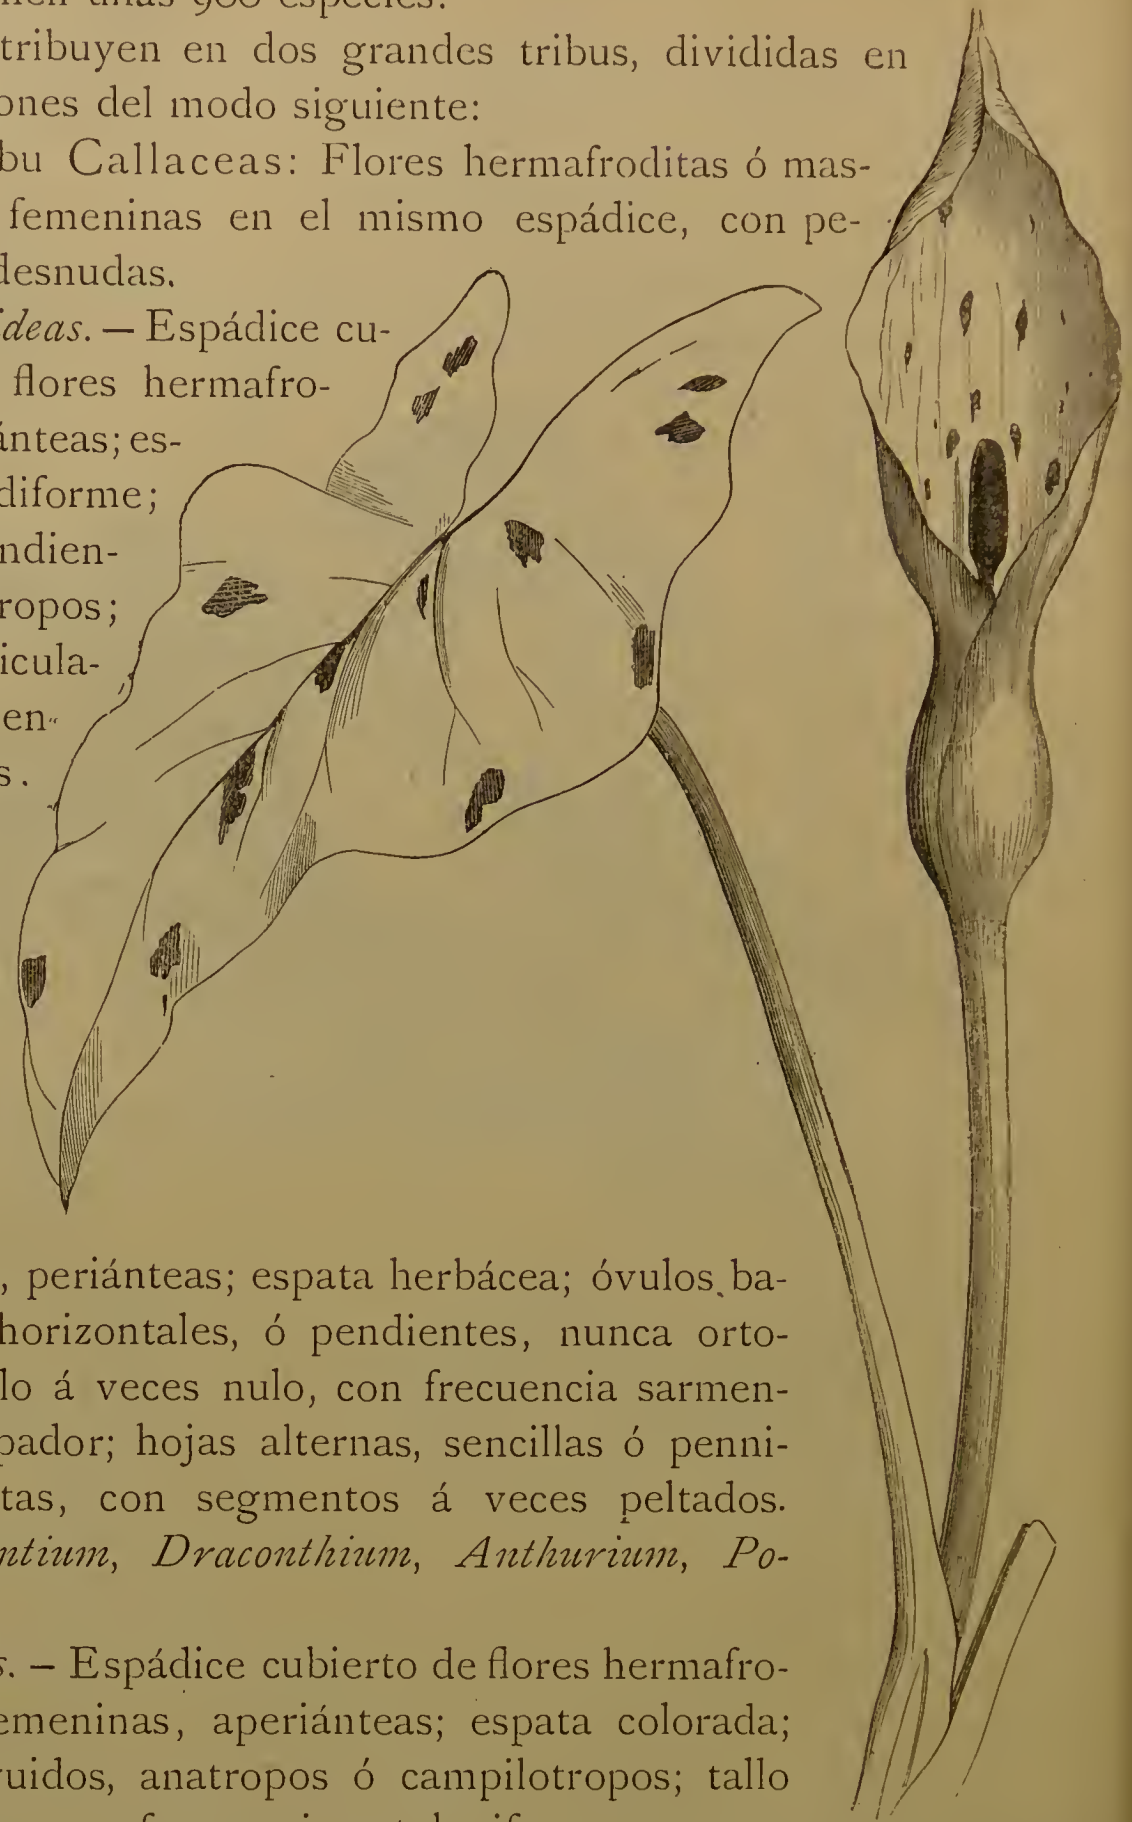 unas 900 especies.
tribuyen en dos grandes tribus, divididas en
ones del modo siguiente:
bu Callaceas: Flores hermafroditas ó mas-
femeninas en el mismo espádice, con pe-
desnudas.
ideas. — Espádice cu-
flores hermafro-
ánteas; es-
diforme;
ndien-
ropos;
icula-
en-
s.
, periánteas; espata herbácea; óvulos ba-
horizontales, ó pendientes, nunca orto-
lo á veces nulo, con frecuencia sarmen-
pador; hojas alternas, sencillas ó penni-
tas, con segmentos á veces peltados.
ntium, Draconthium, Anthurium, Po-
s. — Espádice cubierto de flores hermafro-
emeninas, aperiánteas; espata colorada;
ruidos, anatropos ó campilotropos; tallo